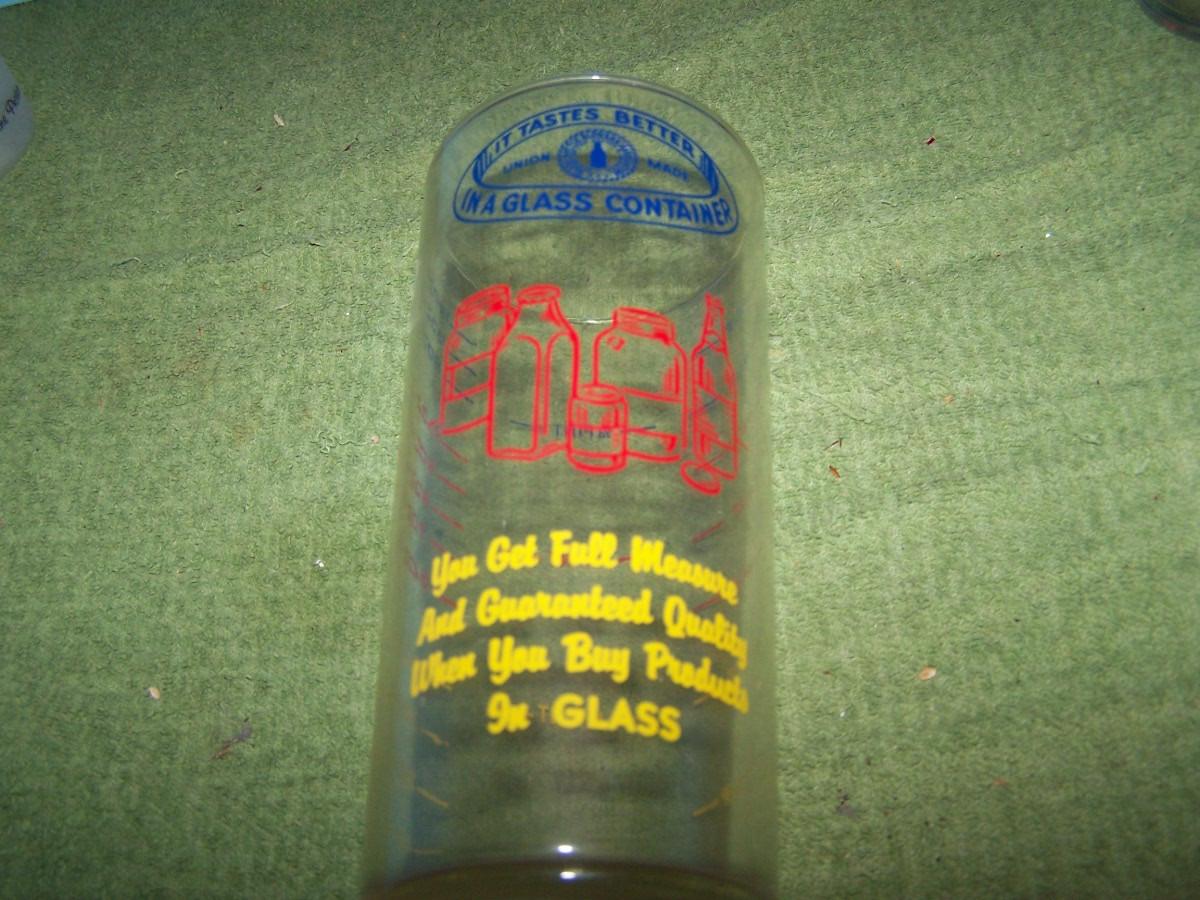 IT TASTES BETTER
UNION MADE
IN A GLASS CONTAINER
You Get Full Measure
And Guaranteed Quality
When You Buy Products
In GLASS